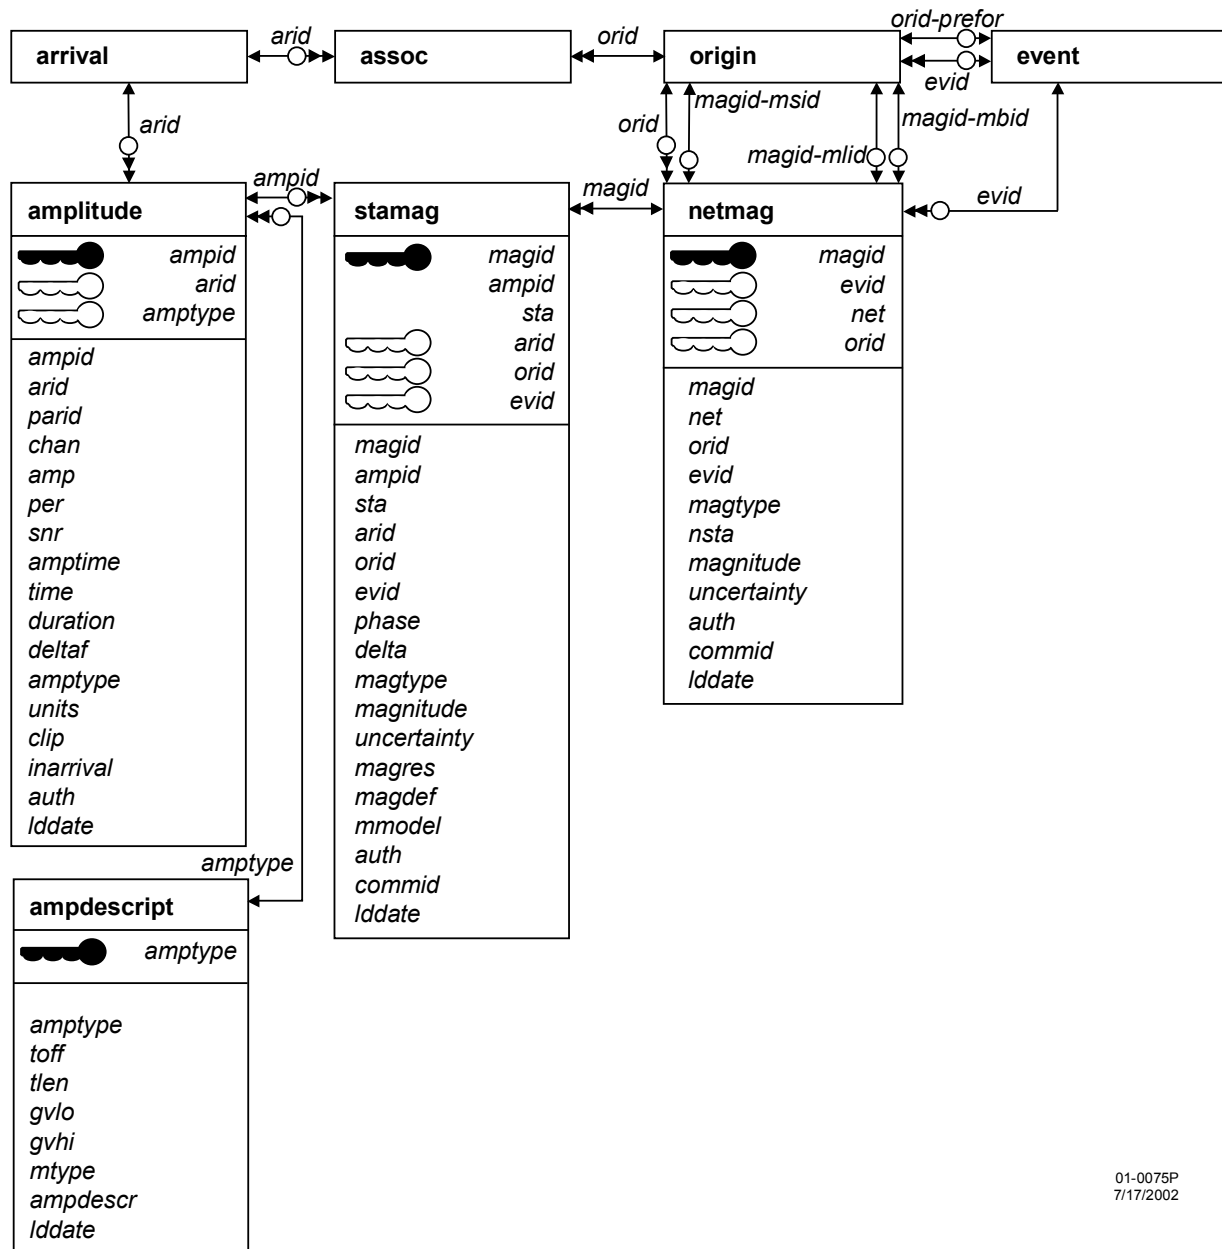 orid-prefor
arrival
arid
assoc
orid
origin
event
evid
magid-msid
orid
magid-mbid
arid
magid-mlid
ampid
magid
evid
amplitude
ampid
arid
amptype
ampid
arid
parid
chan
amp
per
snr
amptime
time
duration
deltaf
amptype
units
clip
inarrival
auth
lddate
stamag
magid
ampid
sta
arid
orid
evid
magid
ampid
sta
arid
orid
evid
phase
delta
magtype
magnitude
uncertainty
magres
magdef
mmodel
auth
commid
lddate
netmag
magid
evid
net
orid
magid
net
orid
evid
magtype
nsta
magnitude
uncertainty
auth
commid
lddate
amptype
ampdescript
amptype
amptype
toff
tlen
gvlo
gvhi
mtype
ampdescr
lddate
01-0075P
7/17/2002